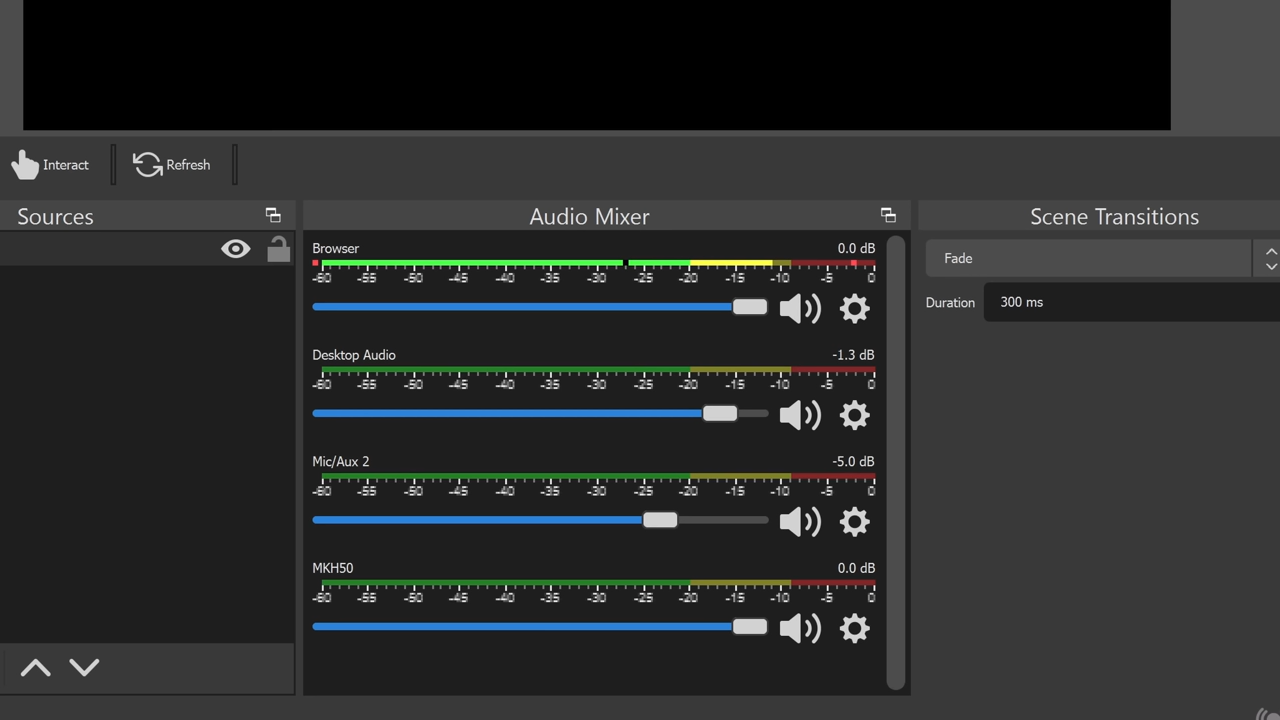 Interact
Refresh
Sources
Audio Mixer
Scene Transitions
Browser 0.0 dB
-60 -55 -50 -45 -40 -35 -30 -25 -20 -15 -10 -5 0
Fade
Duration 300 ms
Desktop Audio -1.3 dB
-60 -55 -50 -45 -40 -35 -30 -25 -20 -15 -10 -5 0
Mic/Aux 2 -5.0 dB
-60 -55 -50 -45 -40 -35 -30 -25 -20 -15 -10 -5 0
MKH50 0.0 dB
-60 -55 -50 -45 -40 -35 -30 -25 -20 -15 -10 -5 0